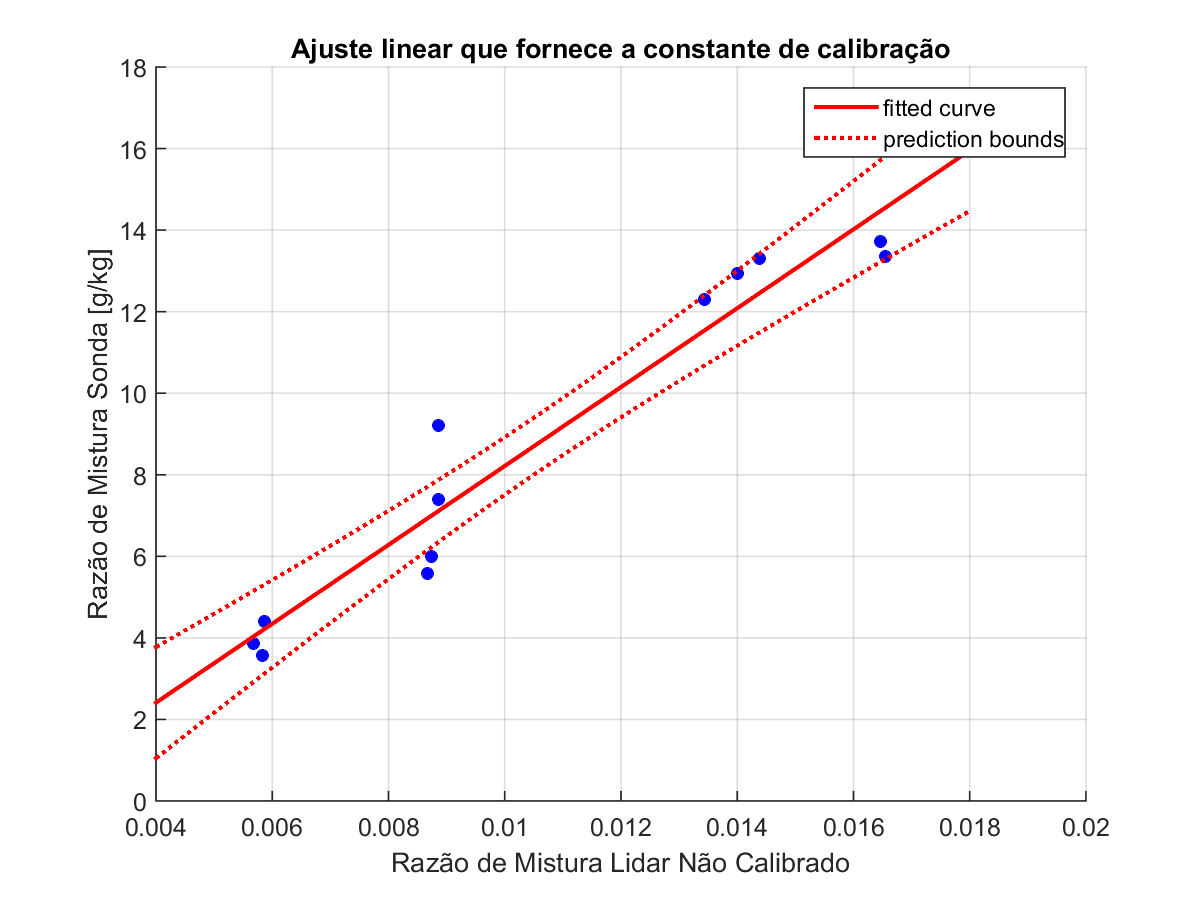 Ajuste linear que fornece a constante de calibração
fitted curve
prediction bounds
18
16
14
12
10
8
6
4
2
0
0.004 0.006 0.008 0.01 0.012 0.014 0.016 0.018 0.02
Razão de Mistura Sonda [g/kg]
Razão de Mistura Lidar Não Calibrado